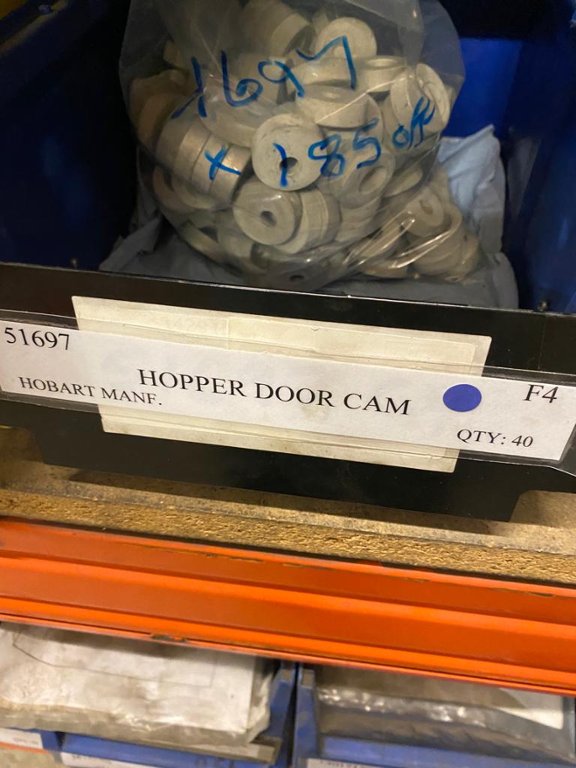 1697
x 185 off
51697
HOPPER DOOR CAM
F4
HOBART MANF.
QTY: 40